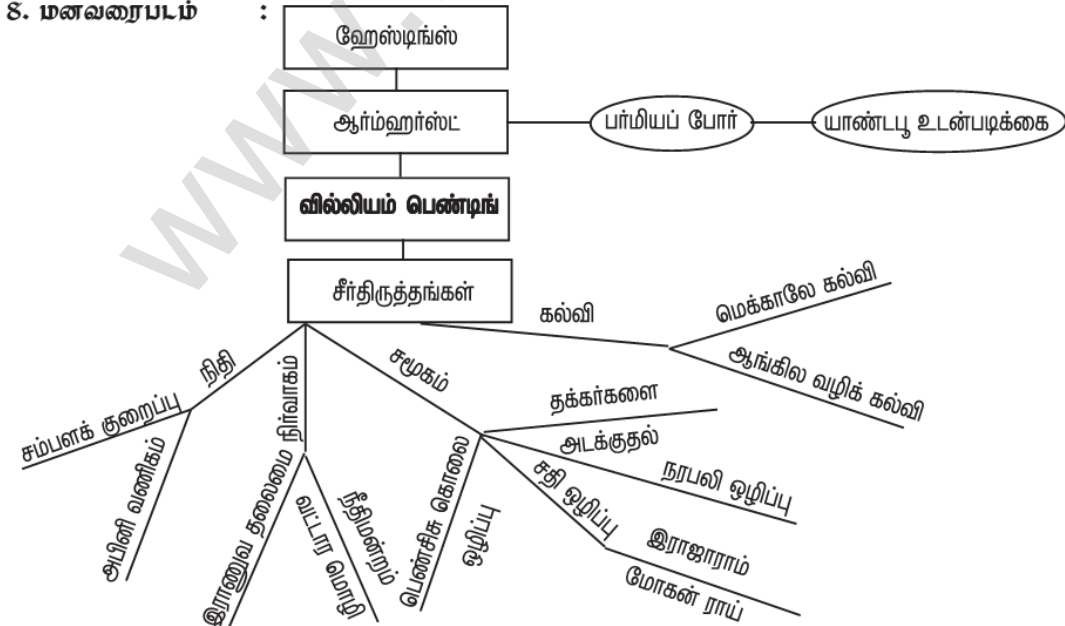 8. மனவரைபடம் :
ஹேஸ்டிங்ஸ்
ஆர்ம்ஹர்ஸ்ட்
பர்மியப் போர்
யாண்டபூ உடன்படிக்கை
வில்லியம் பெண்டிங்
சீர்திருத்தங்கள்
நிதி
சம்பளக் குறைப்பு
அபினி வணிகம்
நிர்வாகம்
இராணுவ தலைமை
நீதிமன்றம்
வட்டார மொழி
சமூகம்
பெண்சிசு கொலை
ஒழிப்பு
தக்கர்களை
அடக்குதல்
நரபலி ஒழிப்பு
சதி ஒழிப்பு
இராஜாராம்
மோகன் ராய்
கல்வி
மெக்காலே கல்வி
ஆங்கில வழிக் கல்வி
www.